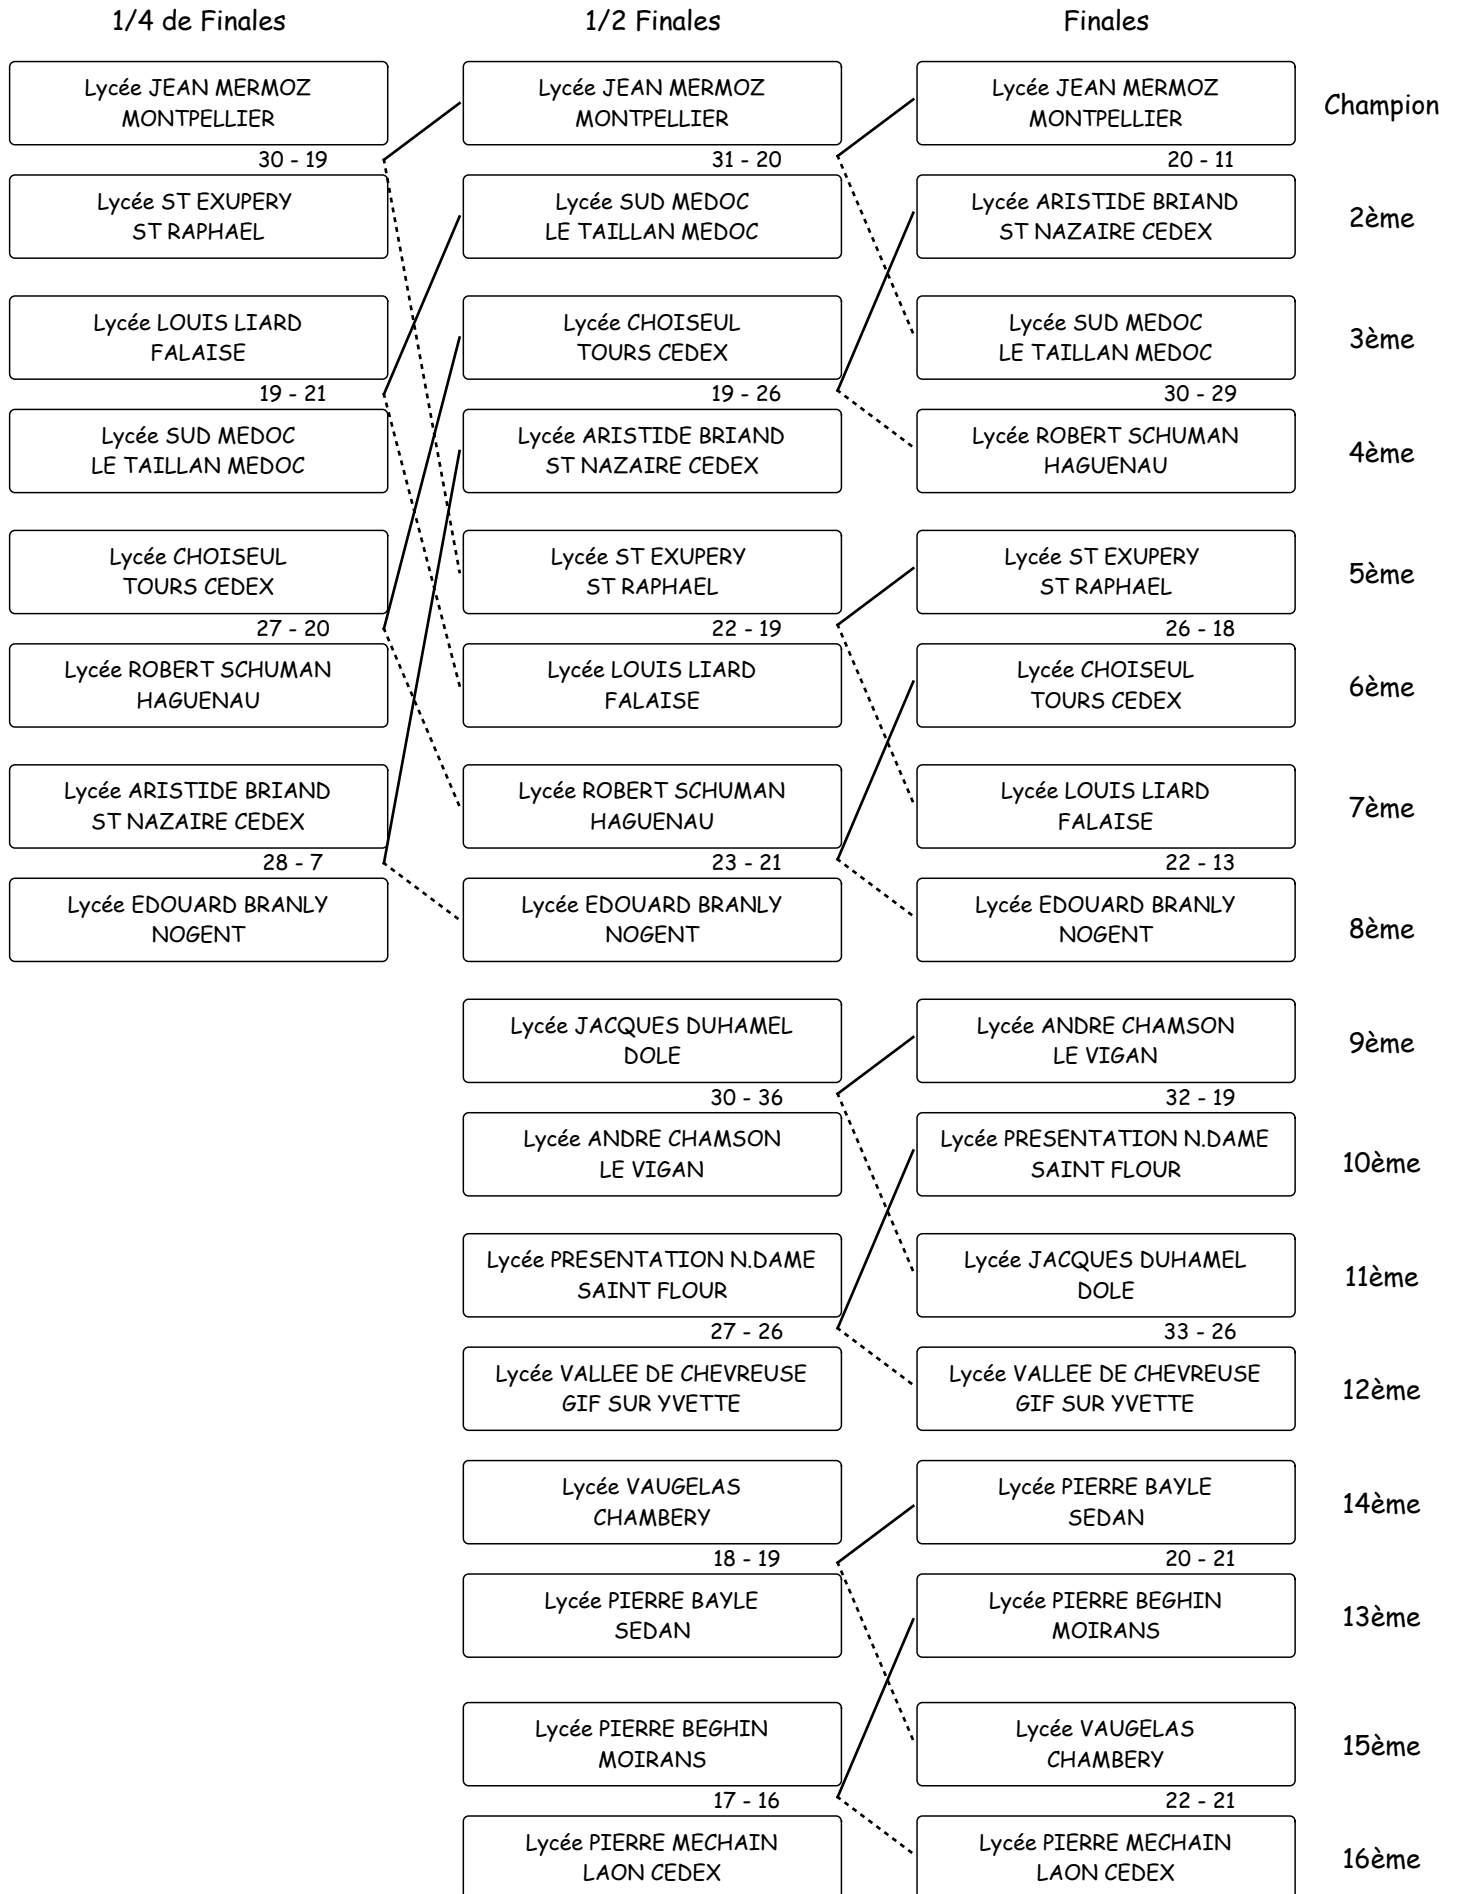 1/4 de Finales
1/2 Finales
Finales
Lycée JEAN MERMOZ
MONTPELLIER
30 - 19
Lycée ST EXUPERY
ST RAPHAEL
Lycée LOUIS LIARD
FALAISE
19 - 21
Lycée SUD MEDOC
LE TAILLAN MEDOC
Lycée CHOISEUL
TOURS CEDEX
27 - 20
Lycée ROBERT SCHUMAN
HAGUENAU
Lycée ARISTIDE BRIAND
ST NAZAIRE CEDEX
28 - 7
Lycée EDOUARD BRANLY
NOGENT
Lycée JEAN MERMOZ
MONTPELLIER
31 - 20
Lycée SUD MEDOC
LE TAILLAN MEDOC
Lycée CHOISEUL
TOURS CEDEX
19 - 26
Lycée ARISTIDE BRIAND
ST NAZAIRE CEDEX
Lycée ST EXUPERY
ST RAPHAEL
22 - 19
Lycée LOUIS LIARD
FALAISE
Lycée ROBERT SCHUMAN
HAGUENAU
23 - 21
Lycée EDOUARD BRANLY
NOGENT
Lycée JACQUES DUHAMEL
DOLE
30 - 36
Lycée ANDRE CHAMSON
LE VIGAN
Lycée PRESENTATION N.DAME
SAINT FLOUR
27 - 26
Lycée VALLEE DE CHEVREUSE
GIF SUR YVETTE
Lycée VAUGELAS
CHAMBERY
18 - 19
Lycée PIERRE BAYLE
SEDAN
Lycée PIERRE BEGHIN
MOIRANS
17 - 16
Lycée PIERRE MECHAIN
LAON CEDEX
Lycée JEAN MERMOZ
MONTPELLIER
Champion
20 - 11
Lycée ARISTIDE BRIAND
ST NAZAIRE CEDEX
2ème
Lycée SUD MEDOC
LE TAILLAN MEDOC
3ème
30 - 29
Lycée ROBERT SCHUMAN
HAGUENAU
4ème
Lycée ST EXUPERY
ST RAPHAEL
5ème
26 - 18
Lycée CHOISEUL
TOURS CEDEX
6ème
Lycée LOUIS LIARD
FALAISE
7ème
22 - 13
Lycée EDOUARD BRANLY
NOGENT
8ème
Lycée ANDRE CHAMSON
LE VIGAN
9ème
32 - 19
Lycée PRESENTATION N.DAME
SAINT FLOUR
10ème
Lycée JACQUES DUHAMEL
DOLE
11ème
33 - 26
Lycée VALLEE DE CHEVREUSE
GIF SUR YVETTE
12ème
Lycée PIERRE BAYLE
SEDAN
14ème
20 - 21
Lycée PIERRE BEGHIN
MOIRANS
13ème
Lycée VAUGELAS
CHAMBERY
15ème
22 - 21
Lycée PIERRE MECHAIN
LAON CEDEX
16ème